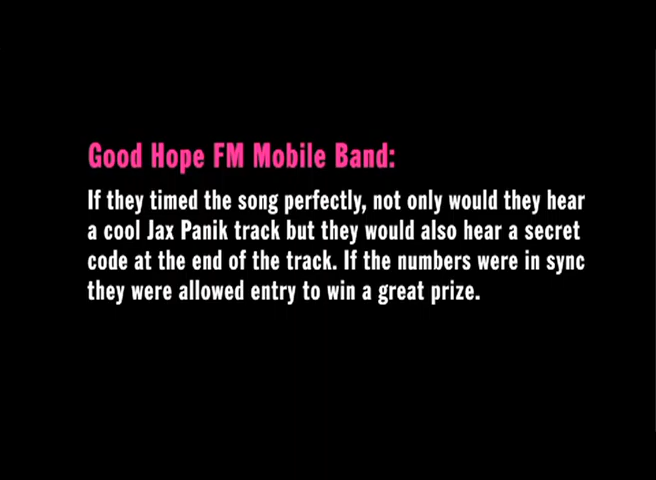 Good Hope FM Mobile Band:
If they timed the song perfectly, not only would they hear
a cool Jax Panik track but they would also hear a secret
code at the end of the track. If the numbers were in sync
they were allowed entry to win a great prize.